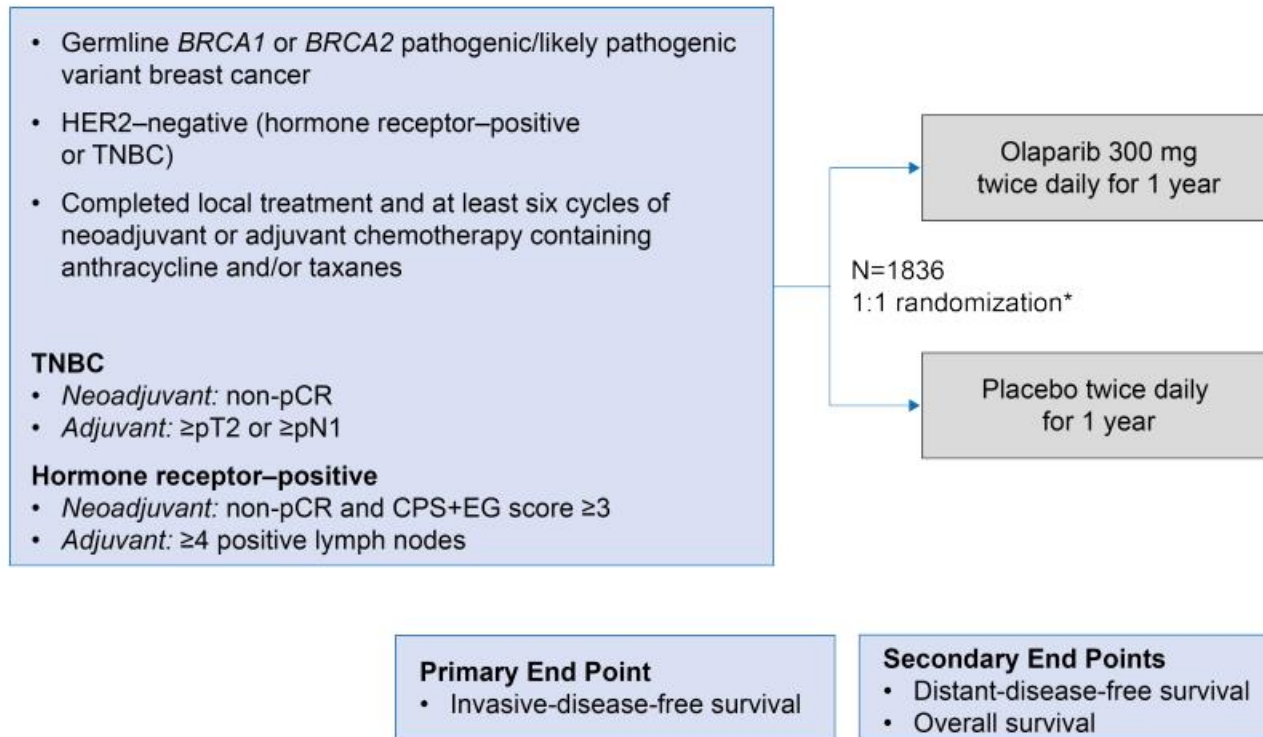 • Germline BRCA1 or BRCA2 pathogenic/likely pathogenic
variant breast cancer
• HER2–negative (hormone receptor–positive
or TNBC)
• Completed local treatment and at least six cycles of
neoadjuvant or adjuvant chemotherapy containing
anthracycline and/or taxanes
TNBC
• Neoadjuvant: non-pCR
• Adjuvant: ≥pT2 or ≥pN1
Hormone receptor–positive
• Neoadjuvant: non-pCR and CPS+EG score ≥3
• Adjuvant: ≥4 positive lymph nodes
N=1836
1:1 randomization*
Olaparib 300 mg
twice daily for 1 year
Placebo twice daily
for 1 year
Primary End Point
• Invasive-disease-free survival
Secondary End Points
• Distant-disease-free survival
• Overall survival